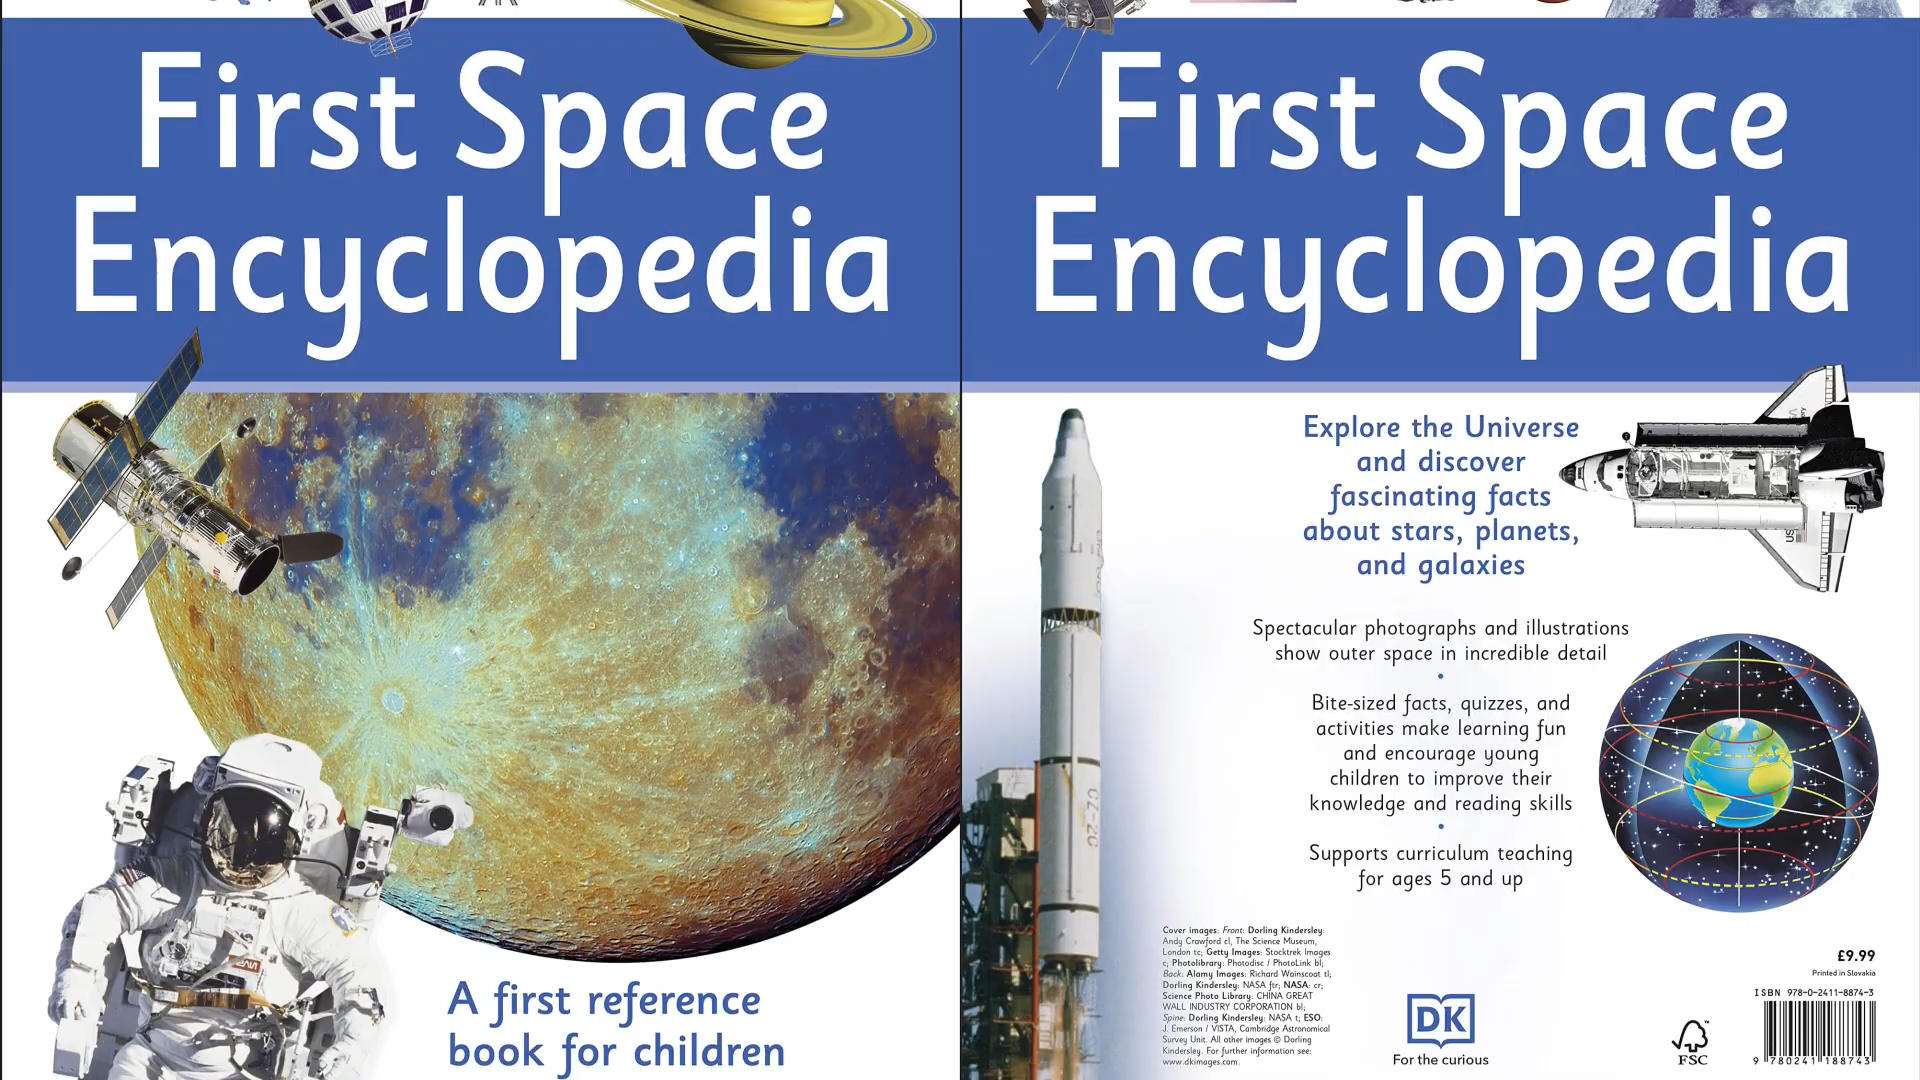 First Space
Encyclopedia
A first reference
book for children
First Space
Encyclopedia
Explore the Universe
and discover
fascinating facts
about stars, planets,
and galaxies
Spectacular photographs and illustrations
show outer space in incredible detail
•
Bite-sized facts, quizzes, and
activities make learning fun
and encourage young
children to improve their
knowledge and reading skills
•
Supports curriculum teaching
for ages 5 and up
CZ-2C
Cover images: Front: Dorling Kindersley:
Andy Crawford cl, The Science Museum,
London tc; Getty Images: Stocktrek Images
c; Photolibrary: Photodisc / PhotoLink bl;
Back: Alamy Images: Richard Wainscoat tl;
Dorling Kindersley: NASA ftr; NASA: cr;
Science Photo Library: CHINA GREAT
WALL INDUSTRY CORPORATION bl;
Spine: Dorling Kindersley: NASA t; ESO:
J. Emerson / VISTA, Cambridge Astronomical
Survey Unit. All other images © Dorling
Kindersley. For further information see:
www.dkimages.com.
DK
For the curious
FSC
£9.99
Printed in Slovakia
ISBN 978-0-2411-8874-3
9 780241 188743